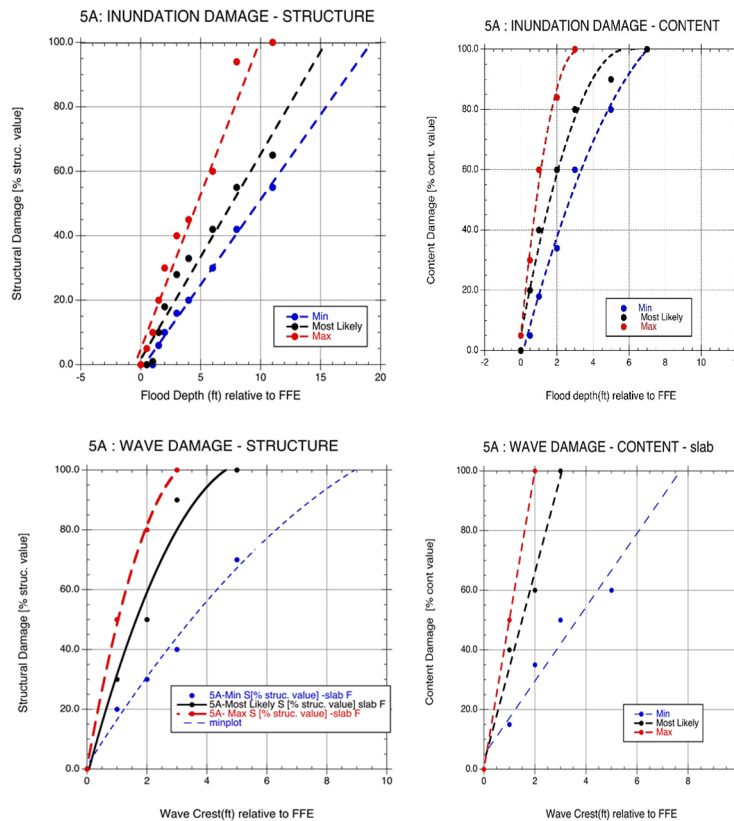 5A: INUNDATION DAMAGE - STRUCTURE
Structural Damage [% struc. value]
100.0
80.0
60.0
40.0
20.0
0.0
Min
Most Likely
Max
-5 0 5 10 15 20
Flood Depth (ft) relative to FFE
5A : INUNDATION DAMAGE - CONTENT
Content Damage [% cont. value]
100.0
80.0
60.0
40.0
20.0
0.0
Min
Most Likely
Max
-2 0 2 4 6 8 10
Flood depth(ft) relative to FFE
5A : WAVE DAMAGE - STRUCTURE
Structural Damage [% struc. value]
100.0
80.0
60.0
40.0
20.0
0.0
5A-Min S[% struc. value] -slab F
5A-Most Likely S [% struc. value] slab F
5A- Max S [% struc. value] -slab F
minplot
0 2 4 6 8 10
Wave Crest(ft) relative to FFE
5A : WAVE DAMAGE - CONTENT - slab
Content Damage [% cont value]
100.0
80.0
60.0
40.0
20.0
0.0
Min
Most Likely
Max
0 2 4 6 8
Wave Crest(ft) relative to FFE